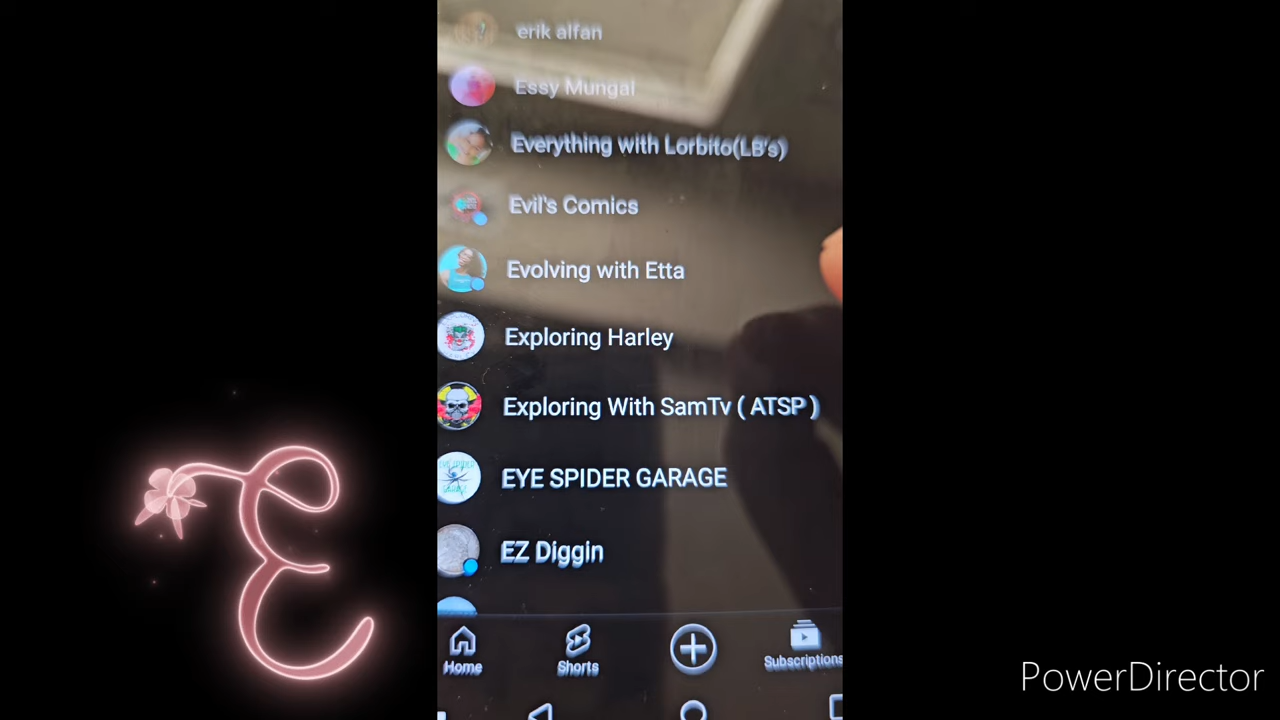 erik alfan
Essy Mungal
Everything with Lorbito(LB's)
Evil's Comics
Evolving with Etta
Exploring Harley
Exploring With SamTv ( ATSP )
EYE SPIDER GARAGE
EZ Diggin
Home
Shorts
Subscriptions
E
PowerDirector